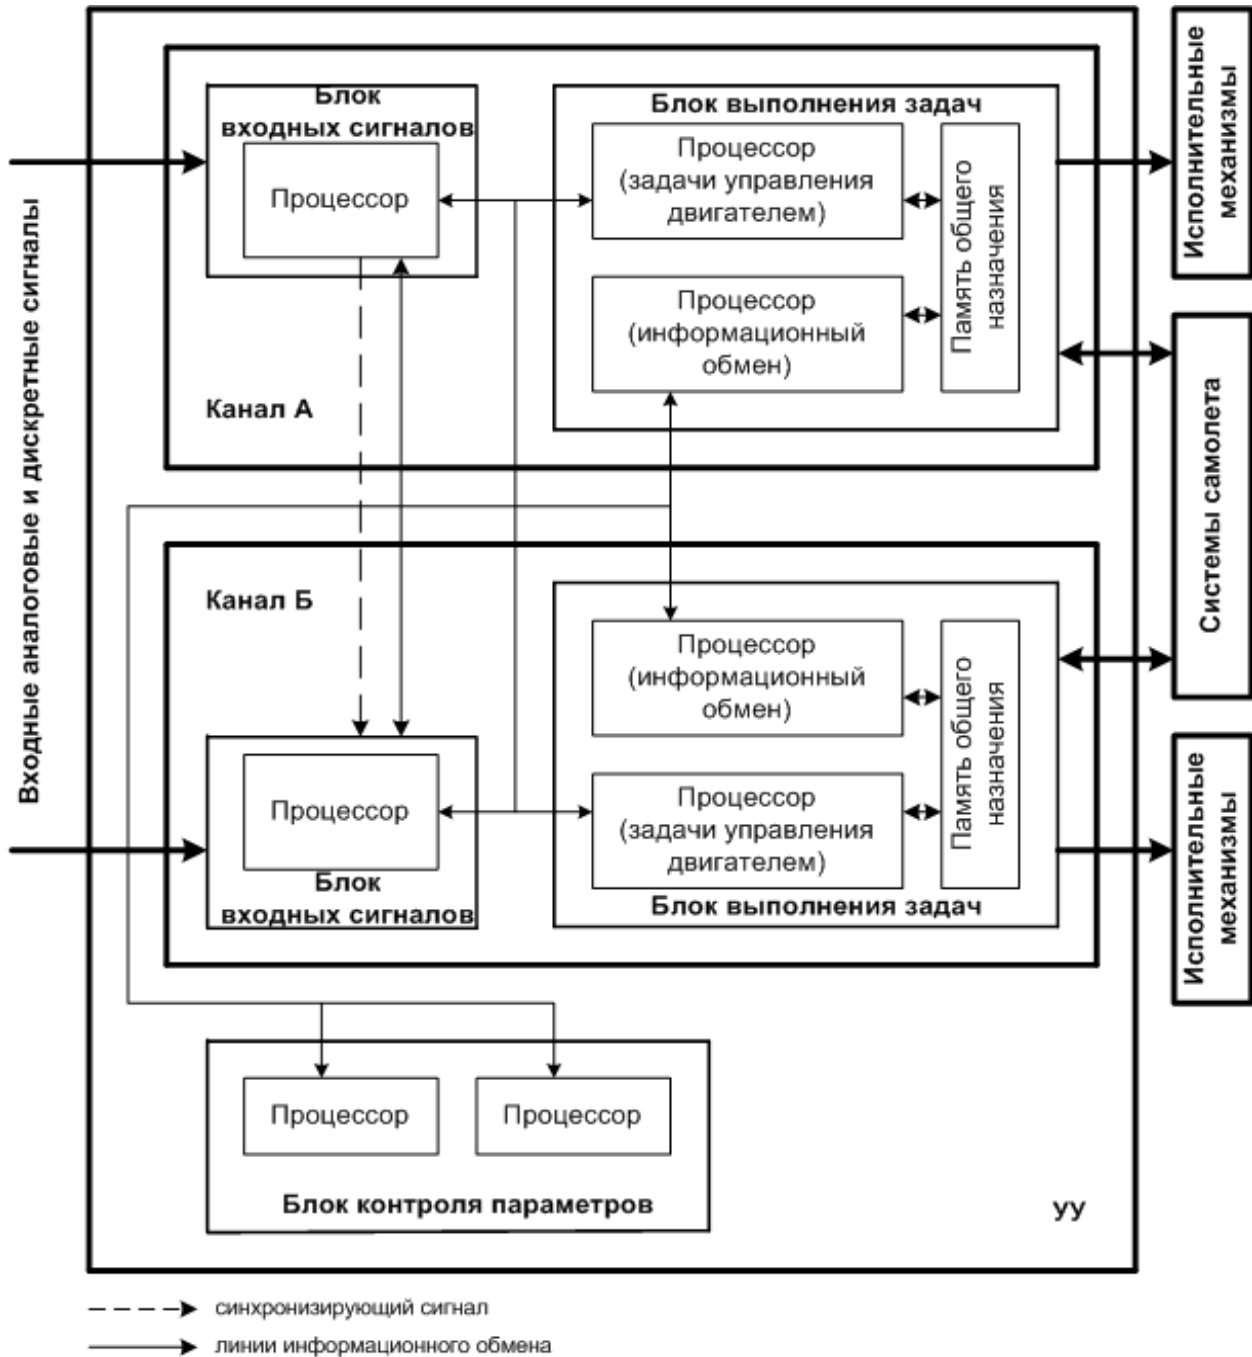 Входные аналоговые и дискретные сигналы
Блок
входных сигналов
Процессор
Блок выполнения задач
Процессор
(задачи управления
двигателем)
Процессор
(информационный
обмен)
Память общего
назначения
Канал А
Исполнительные
механизмы
Системы самолета
Канал Б
Процессор
(информационный
обмен)
Память общего
назначения
Процессор
(задачи управления
двигателем)
Блок выполнения задач
Процессор
Блок
входных сигналов
Исполнительные
механизмы
Процессор
Процессор
Блок контроля параметров
УУ
синхронизирующий сигнал
линии информационного обмена